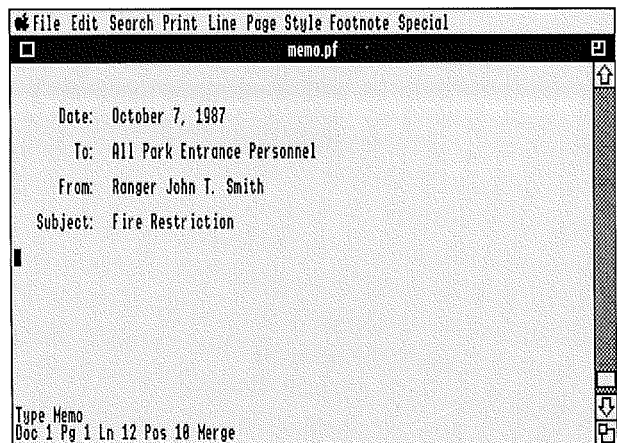 File Edit Search Print Line Page Style Footnote Special
memo.pf
Date: October 7, 1987
To: All Park Entrance Personnel
From: Ranger John T. Smith
Subject: Fire Restriction
Type Memo
Doc 1 Pg 1 Ln 12 Pos 10 Merge